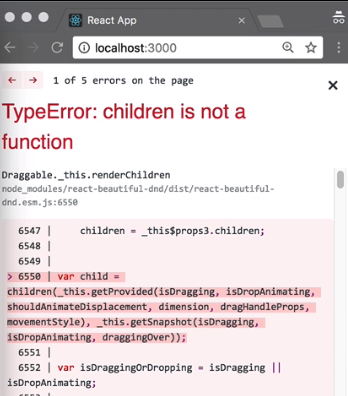 React App
localhost:3000
1 of 5 errors on the page
TypeError: children is not a
function
Draggable._this.renderChildren
node_modules/react-beautiful-dnd/dist/react-beautiful-
dnd.esm.js:6550
6547 |     children = _this$props3.children;
6548 |
6549 |
> 6550 | var child =
children(_this.getProvided(isDragging, isDropAnimating,
shouldAnimateDisplacement, dimension, dragHandleProps,
movementStyle), _this.getSnapshot(isDragging,
isDropAnimating, draggingOver));
6551 |
6552 | var isDraggingOrDropping = isDragging ||
isDropAnimating;